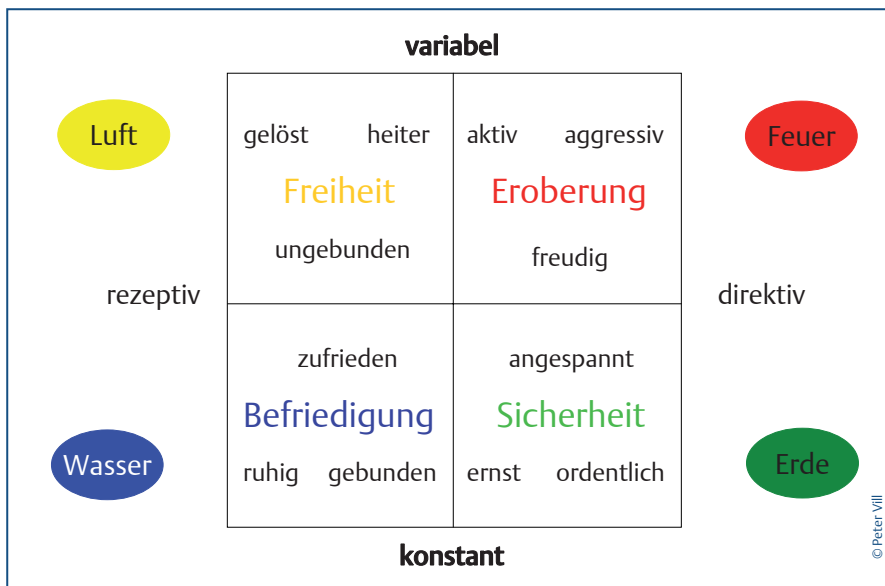 variabel
Luft
gelöst heiter
aktiv aggressiv
Feuer
Freiheit
Eroberung
ungebunden
freudig
rezeptiv
direktiv
zufrieden
angespannt
Befriedigung
Sicherheit
Wasser
ruhig gebunden
ernst ordentlich
Erde
konstant
© Peter Vill